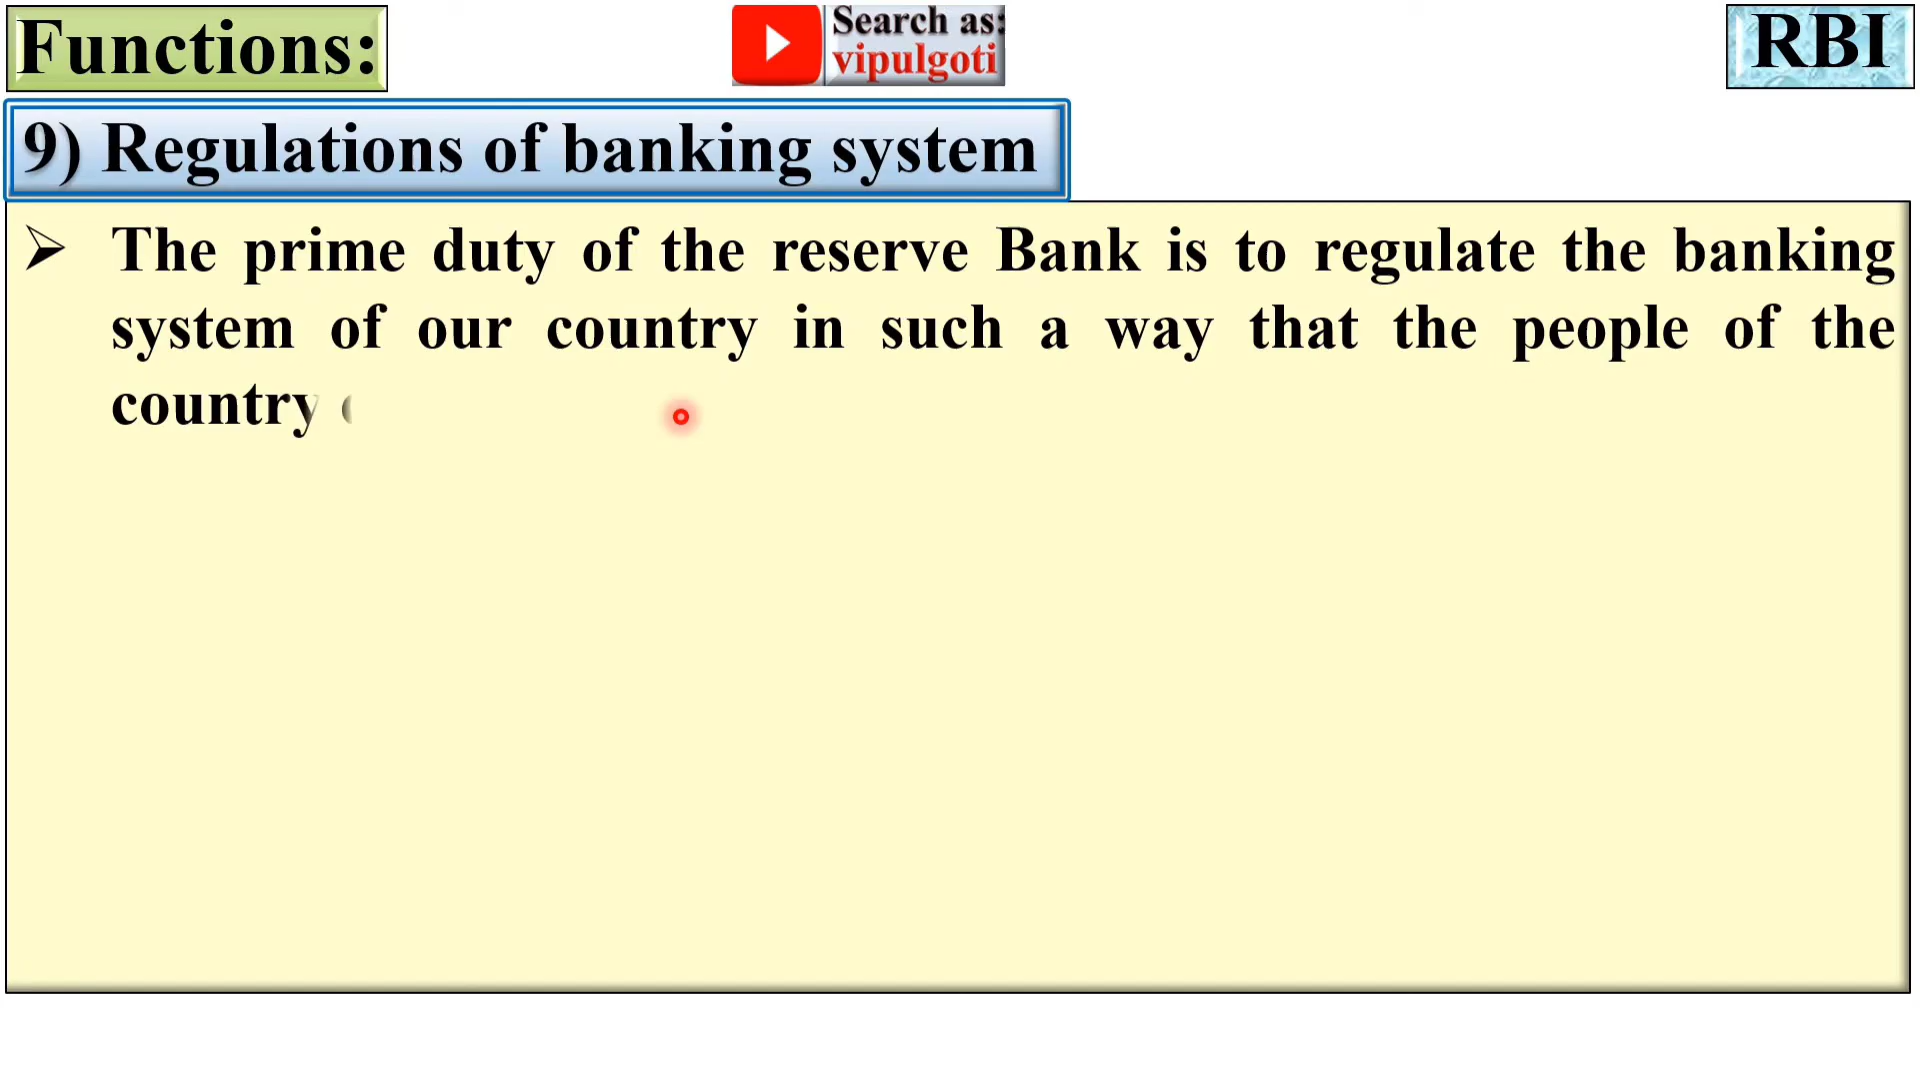 Functions:
Search as:
vipulgoti
RBI
9) Regulations of banking system
The prime duty of the reserve Bank is to regulate the banking
system of our country in such a way that the people of the
country